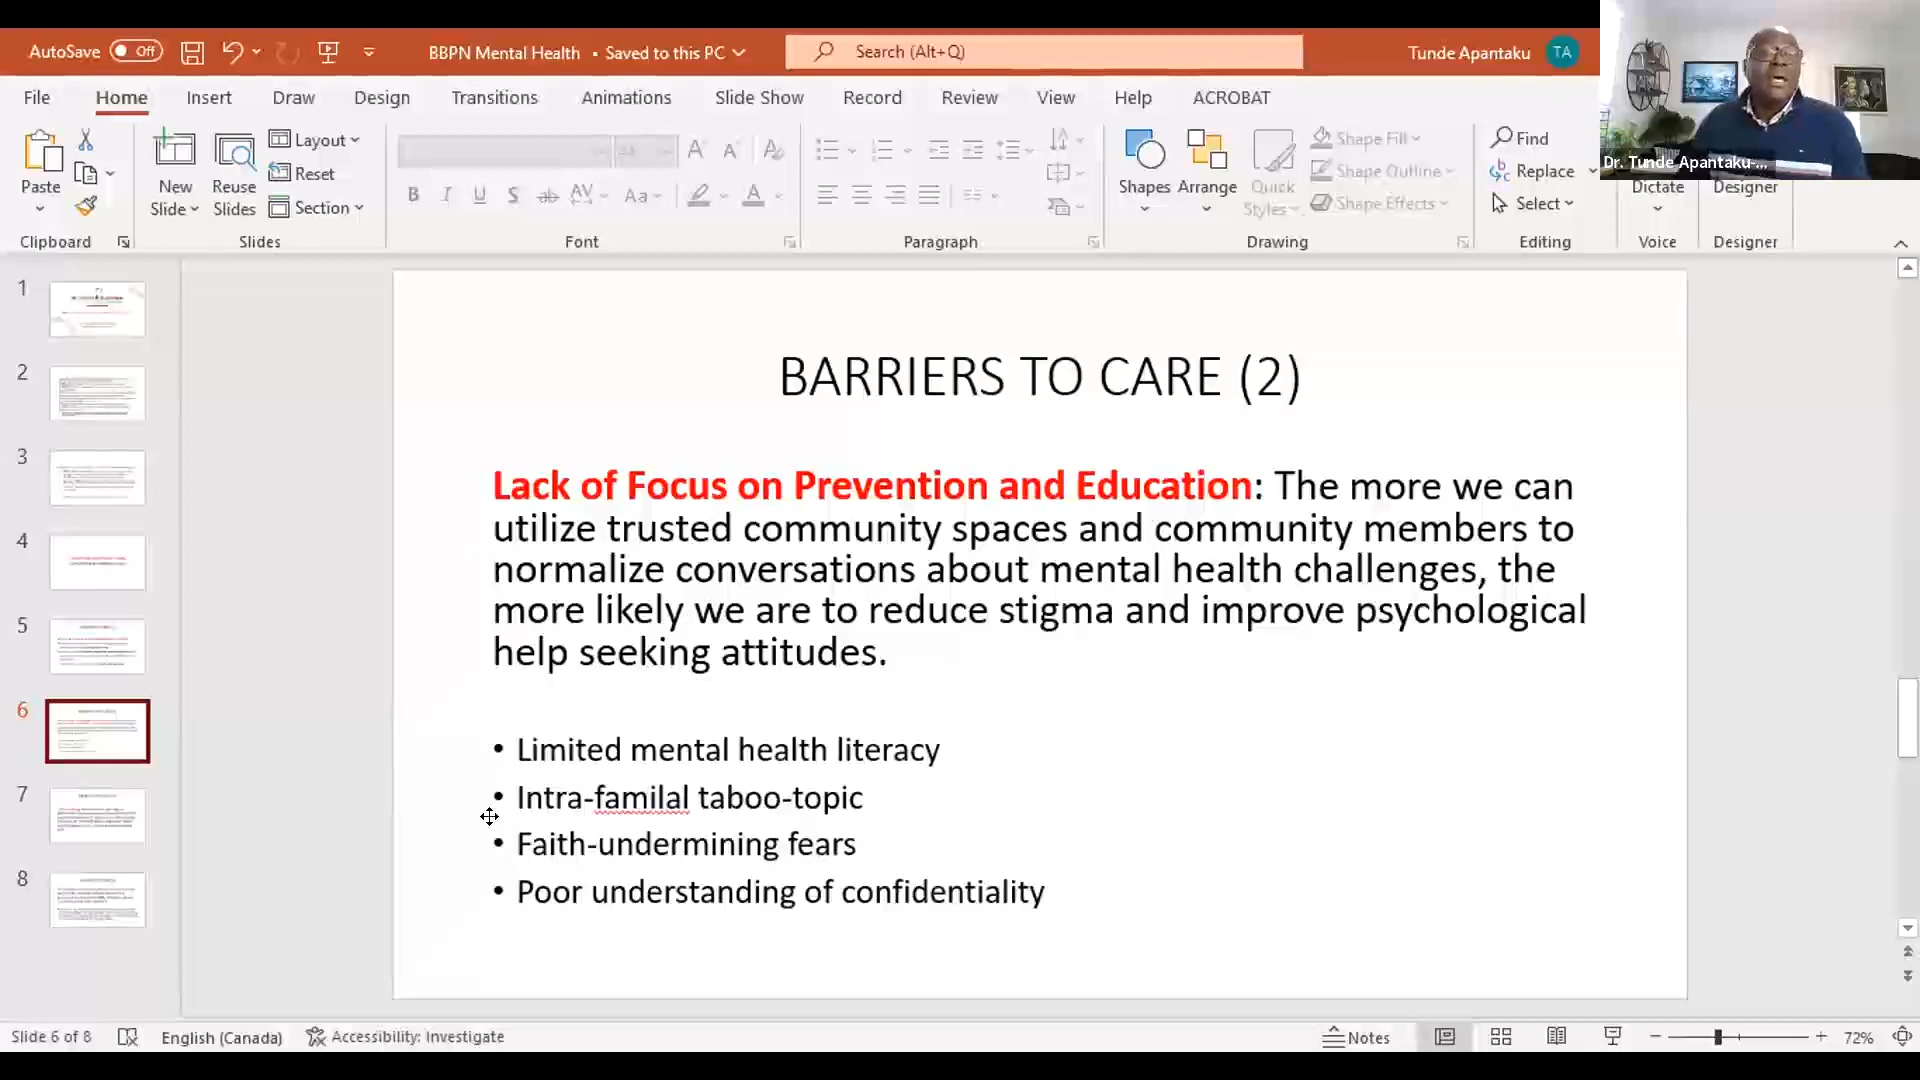 AutoSave Off BBPN Mental Health • Saved to this PC Search (Alt+Q) Tunde Apantaku TA
File Home Insert Draw Design Transitions Animations Slide Show Record Review View Help ACROBAT
Paste
Clipboard
New Slide
Reuse Slides
Layout
Reset
Section
Slides
Font
Paragraph
Shapes
Arrange
Quick Styles
Shape Fill
Shape Outline
Shape Effects
Drawing
Find
Replace
Select
Editing
Dictate
Voice
Designer
Designer
Dr. Tunde Apantaku-...
1
2
3
4
5
6
7
8
BARRIERS TO CARE (2)
Lack of Focus on Prevention and Education: The more we can
utilize trusted community spaces and community members to
normalize conversations about mental health challenges, the
more likely we are to reduce stigma and improve psychological
help seeking attitudes.
• Limited mental health literacy
• Intra-familal taboo-topic
• Faith-undermining fears
• Poor understanding of confidentiality
Slide 6 of 8 English (Canada) Accessibility: Investigate Notes 72%